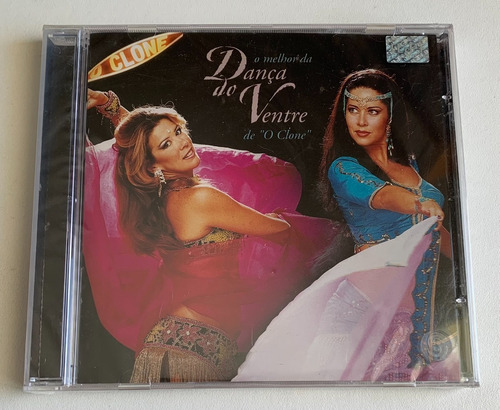 O CLONE
o melhor da
Dança
do
Ventre
de "O Clone"